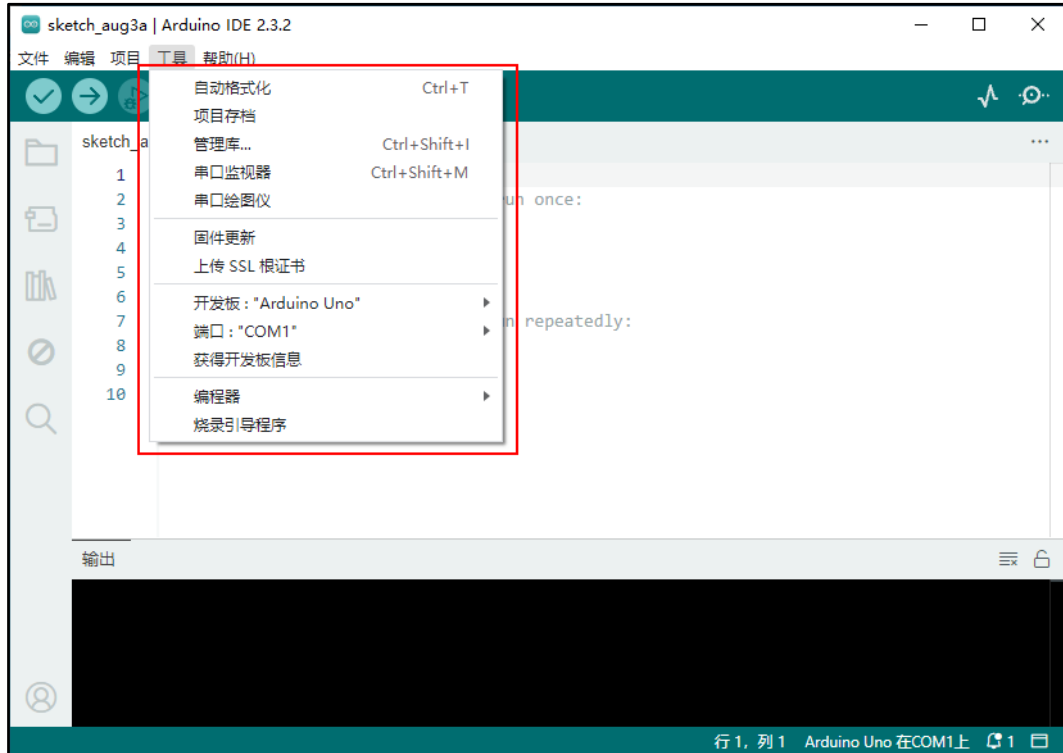 sketch_aug3a | Arduino IDE 2.3.2
文件 编辑 项目 工具 帮助(H)
自动格式化 Ctrl+T
项目存档
管理库... Ctrl+Shift+I
串口监视器 Ctrl+Shift+M
串口绘图仪
固件更新
上传 SSL 根证书
开发板 : "Arduino Uno"
端口 : "COM1"
获得开发板信息
编程器
烧录引导程序
sketch_a
1
2 un once:
3
4
5
6
7 n repeatedly:
8
9
10
输出
行 1, 列 1 Arduino Uno 在COM1上 1